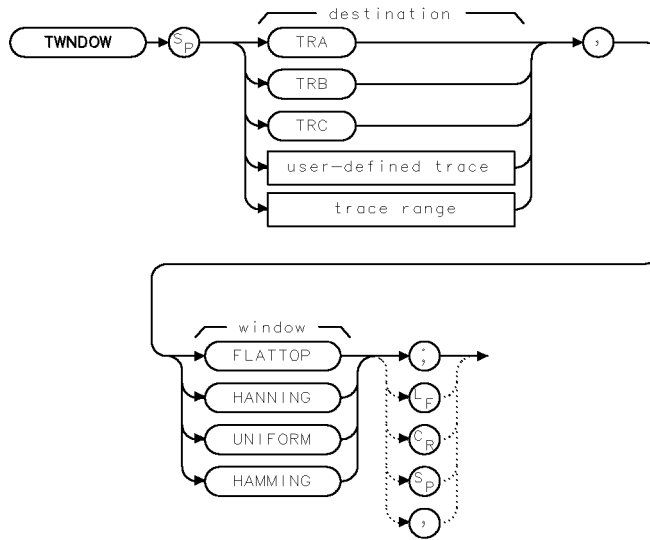 destination
TWNDOW SP TRA ,
TRB
TRC
user-defined trace
trace range
window
FLATTOP ;
HANNING LF
UNIFORM CR
HAMMING SP
,